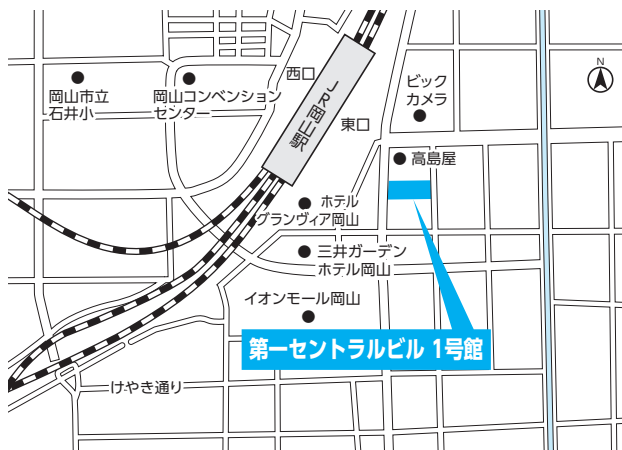 N
西口
JR岡山駅
東口
ビック
カメラ
岡山市立
石井小
岡山コンベンション
センター
高島屋
ホテル
グランヴィア岡山
三井ガーデン
ホテル岡山
イオンモール岡山
第一セントラルビル 1号館
けやき通り